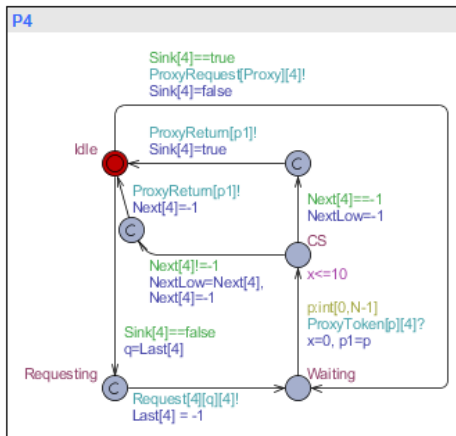 P4
Sink[4]==true
ProxyRequest[Proxy][4]!
Sink[4]=false
Idle
ProxyReturn[p1]!
Sink[4]=true
C
ProxyReturn[p1]!
Next[4]=-1
C
Next[4]==-1
NextLow=-1
CS
x<=10
Next[4]!=-1
NextLow=Next[4],
Next[4]=-1
p:int[0,N-1]
ProxyToken[p][4]?
x=0, p1=p
Sink[4]==false
q=Last[4]
Requesting
C
Waiting
Request[4][q][4]!
Last[4] = -1